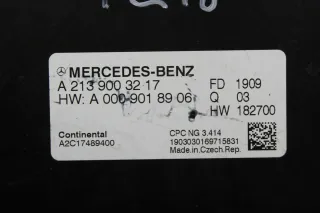 MERCEDES-BENZ
A 213 900 32 17 FD 1909
HW: A 000 901 89 06 Q 03
HW 182700
Continental CPC NG 3.414
A2C17489400 1903030169715631
Made in Czech Rep.